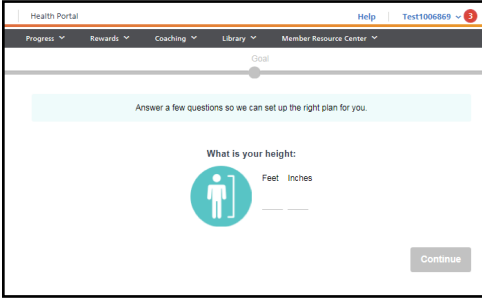 Health Portal Help Test1006869 3
Progress Rewards Coaching Library Member Resource Center
Goal
Answer a few questions so we can set up the right plan for you.
What is your height:
Feet Inches
Continue